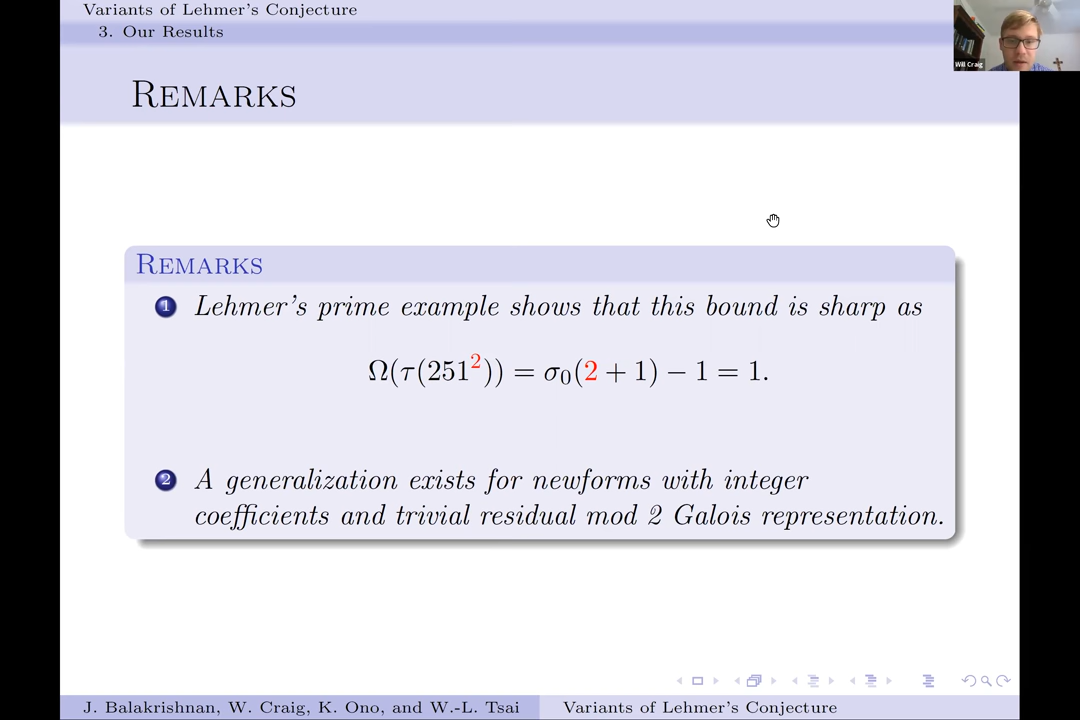 Variants of Lehmer's Conjecture
3. Our Results
Will Craig
Remarks
Remarks
1 Lehmer's prime example shows that this bound is sharp as
Ω(τ(251²)) = σ₀(2 + 1) − 1 = 1.
2 A generalization exists for newforms with integer
coefficients and trivial residual mod 2 Galois representation.
J. Balakrishnan, W. Craig, K. Ono, and W.-L. Tsai
Variants of Lehmer's Conjecture